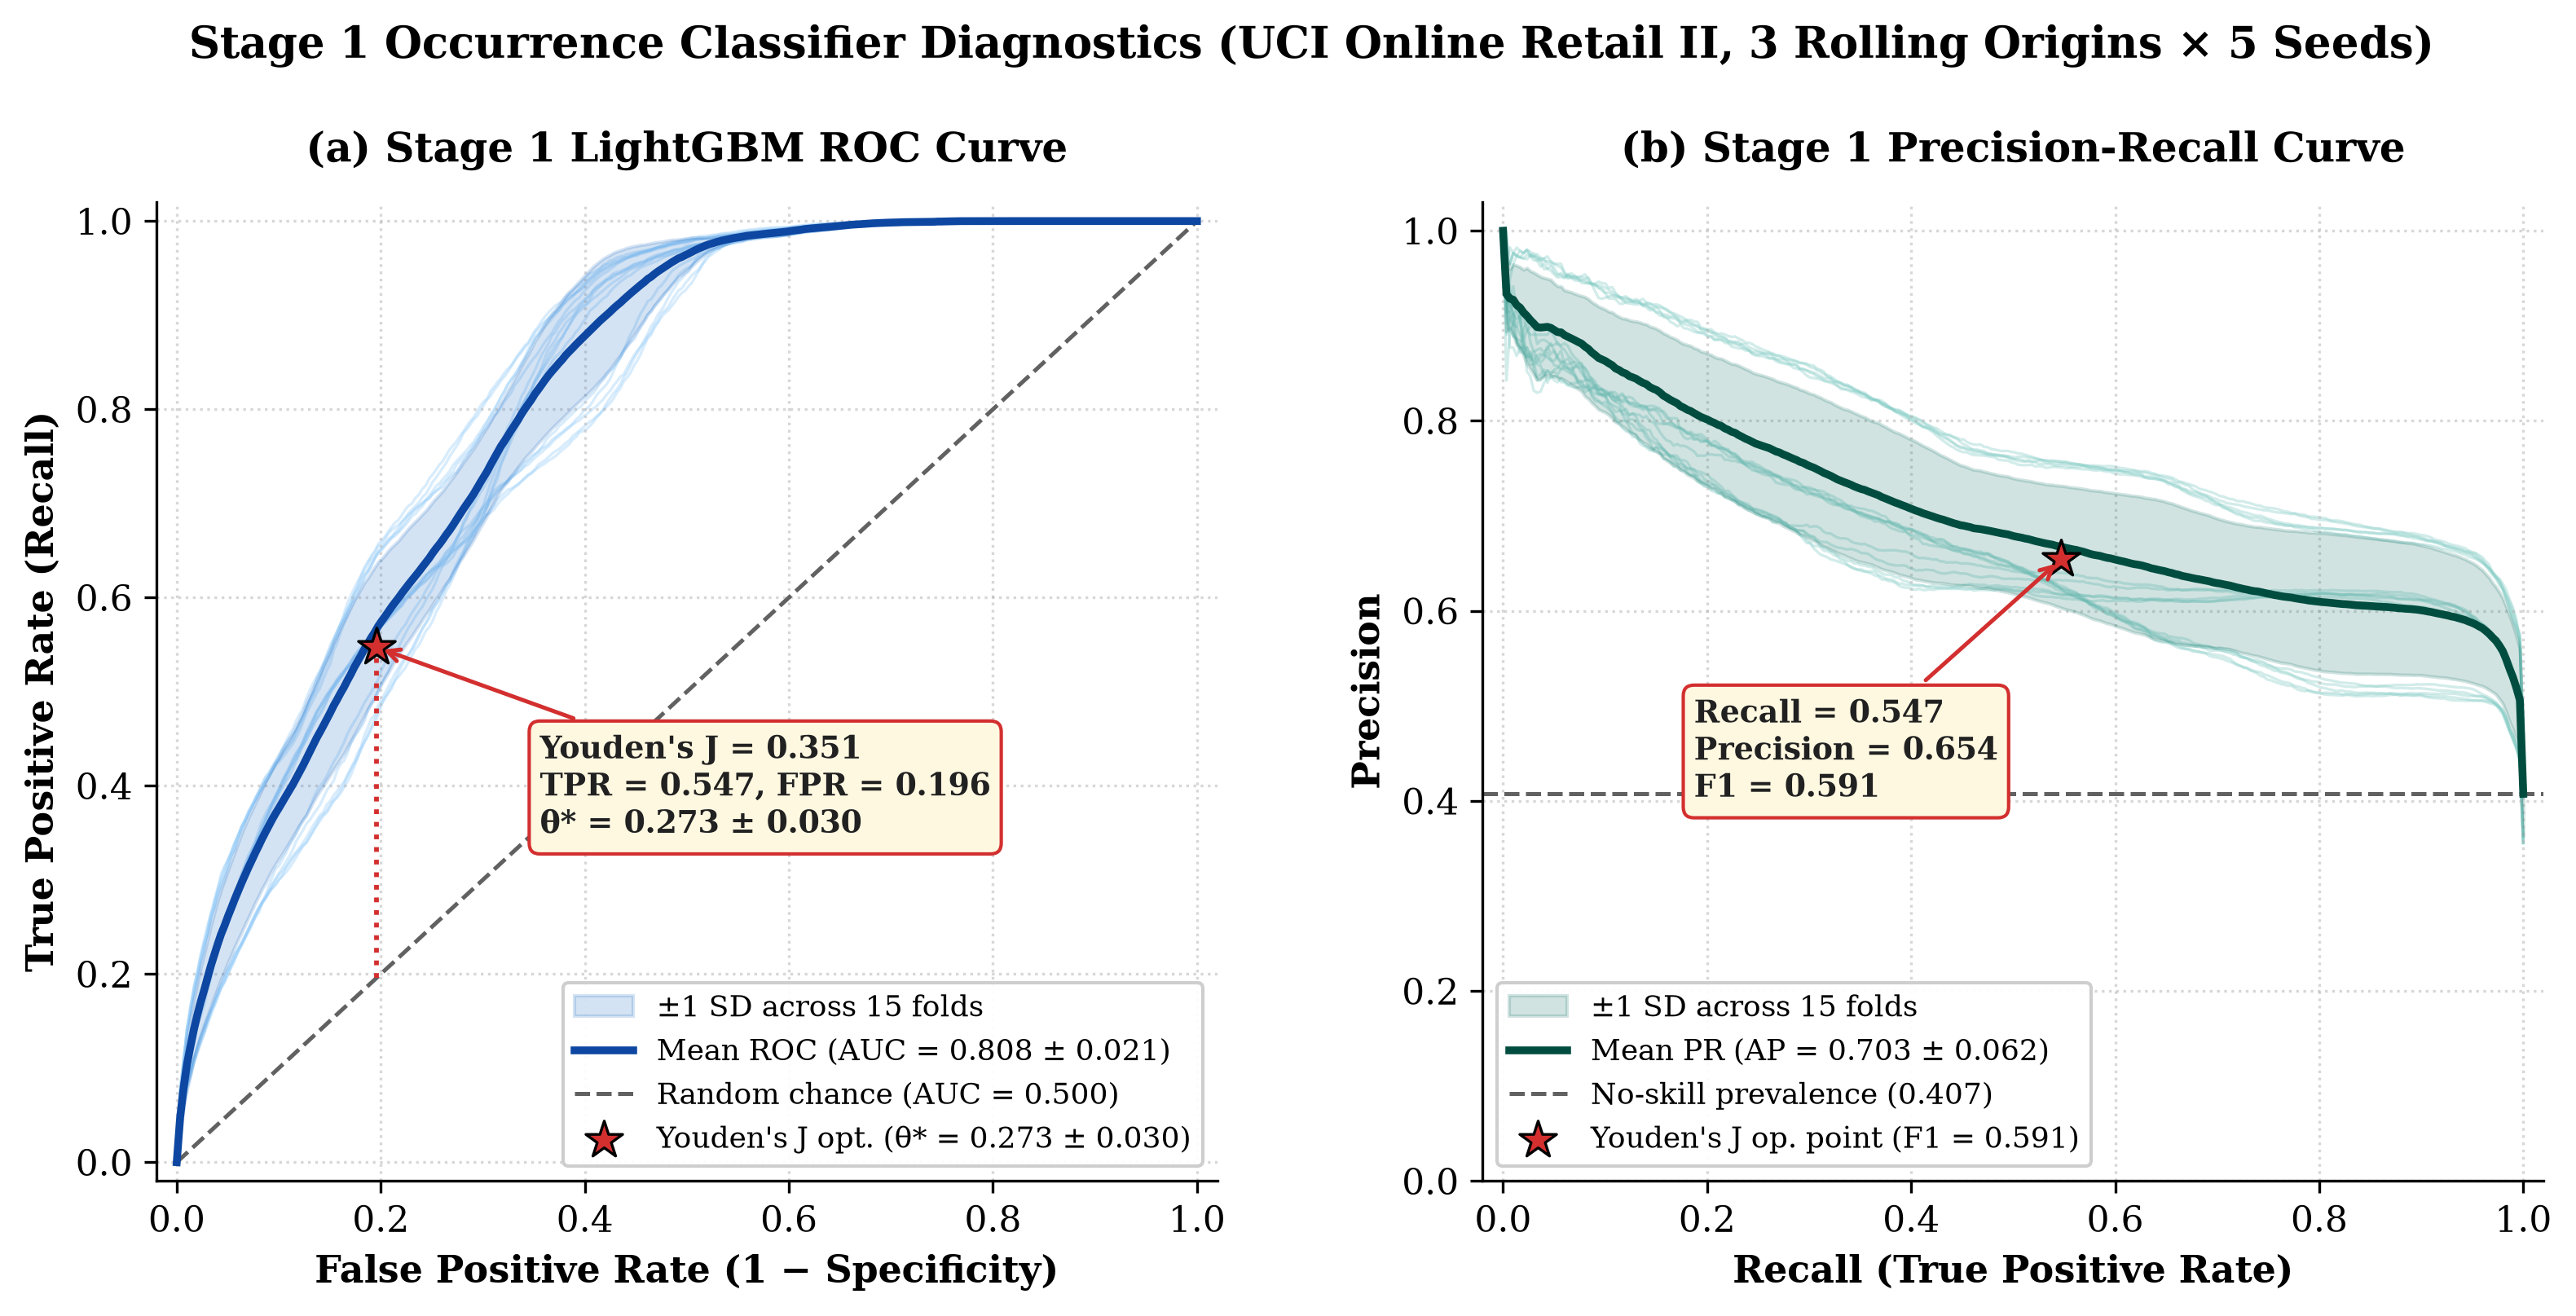 Stage 1 Occurrence Classifier Diagnostics (UCI Online Retail II, 3 Rolling Origins × 5 Seeds)
(a) Stage 1 LightGBM ROC Curve
True Positive Rate (Recall)
1.0
0.8
0.6
0.4
0.2
0.0
Youden's J = 0.351
TPR = 0.547, FPR = 0.196
θ* = 0.273 ± 0.030
±1 SD across 15 folds
Mean ROC (AUC = 0.808 ± 0.021)
Random chance (AUC = 0.500)
Youden's J opt. (θ* = 0.273 ± 0.030)
0.0 0.2 0.4 0.6 0.8 1.0
False Positive Rate (1 − Specificity)
(b) Stage 1 Precision-Recall Curve
Precision
1.0
0.8
0.6
0.4
0.2
0.0
Recall = 0.547
Precision = 0.654
F1 = 0.591
±1 SD across 15 folds
Mean PR (AP = 0.703 ± 0.062)
No-skill prevalence (0.407)
Youden's J op. point (F1 = 0.591)
0.0 0.2 0.4 0.6 0.8 1.0
Recall (True Positive Rate)